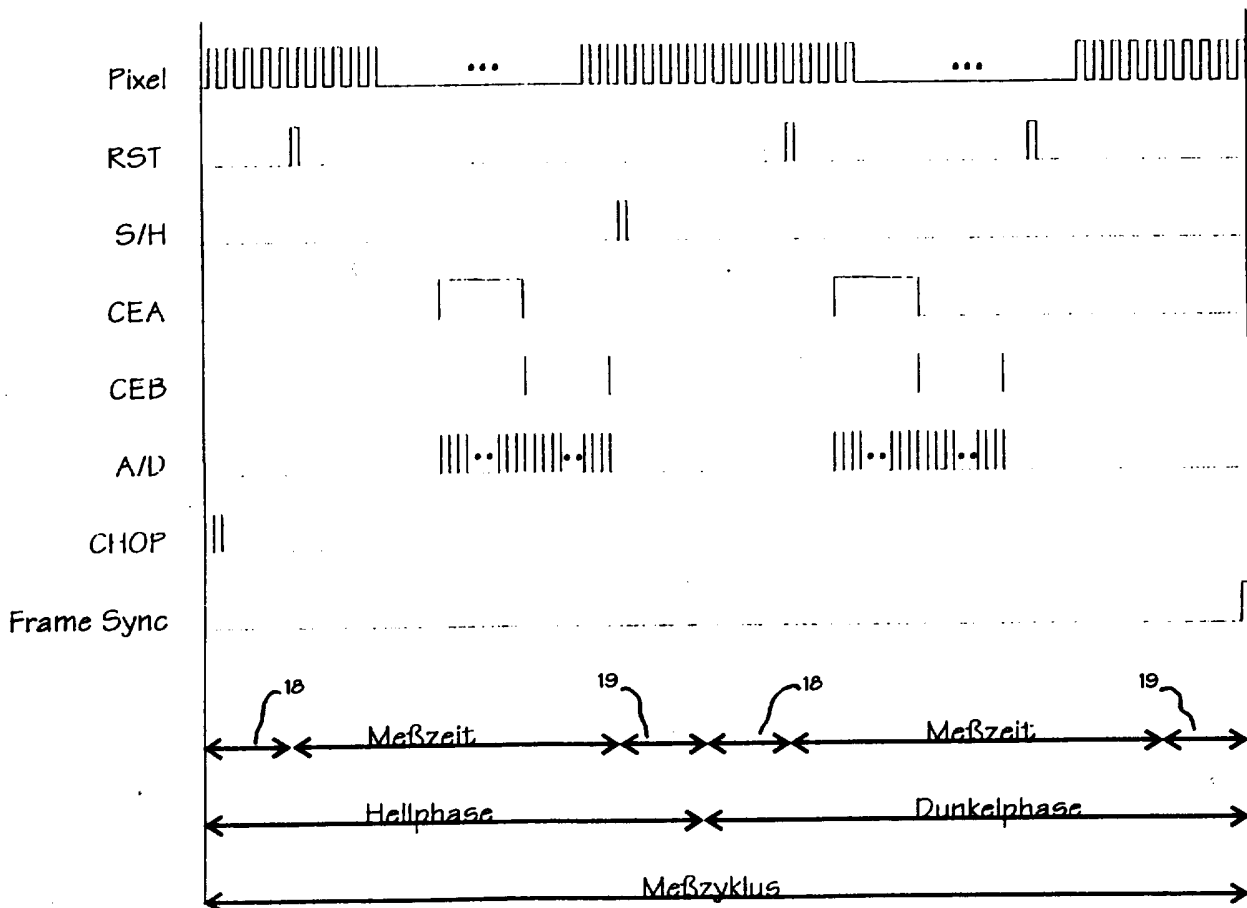 Pixel
RST
S/H
CEA
CEB
A/D
CHOP
Frame Sync
18 19 18 19
Meßzeit Meßzeit
Hellphase Dunkelphase
Meßzyklus